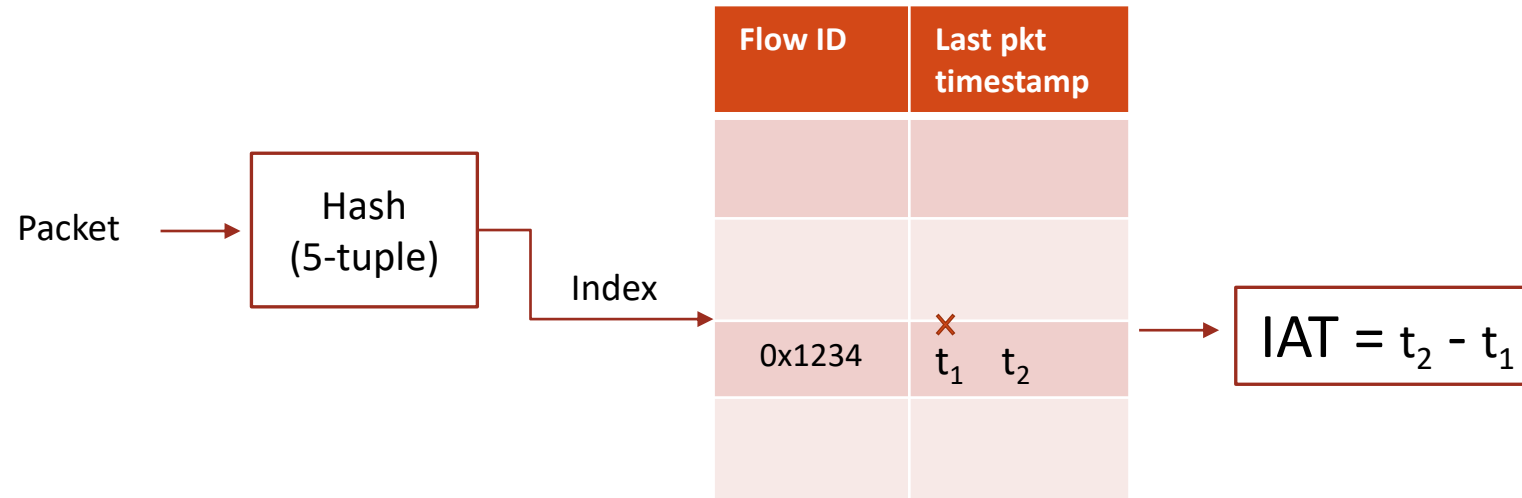 Flow ID
Last pkt
timestamp
Packet
Hash
(5-tuple)
Index
0x1234
t₁ t₂
IAT = t₂ - t₁